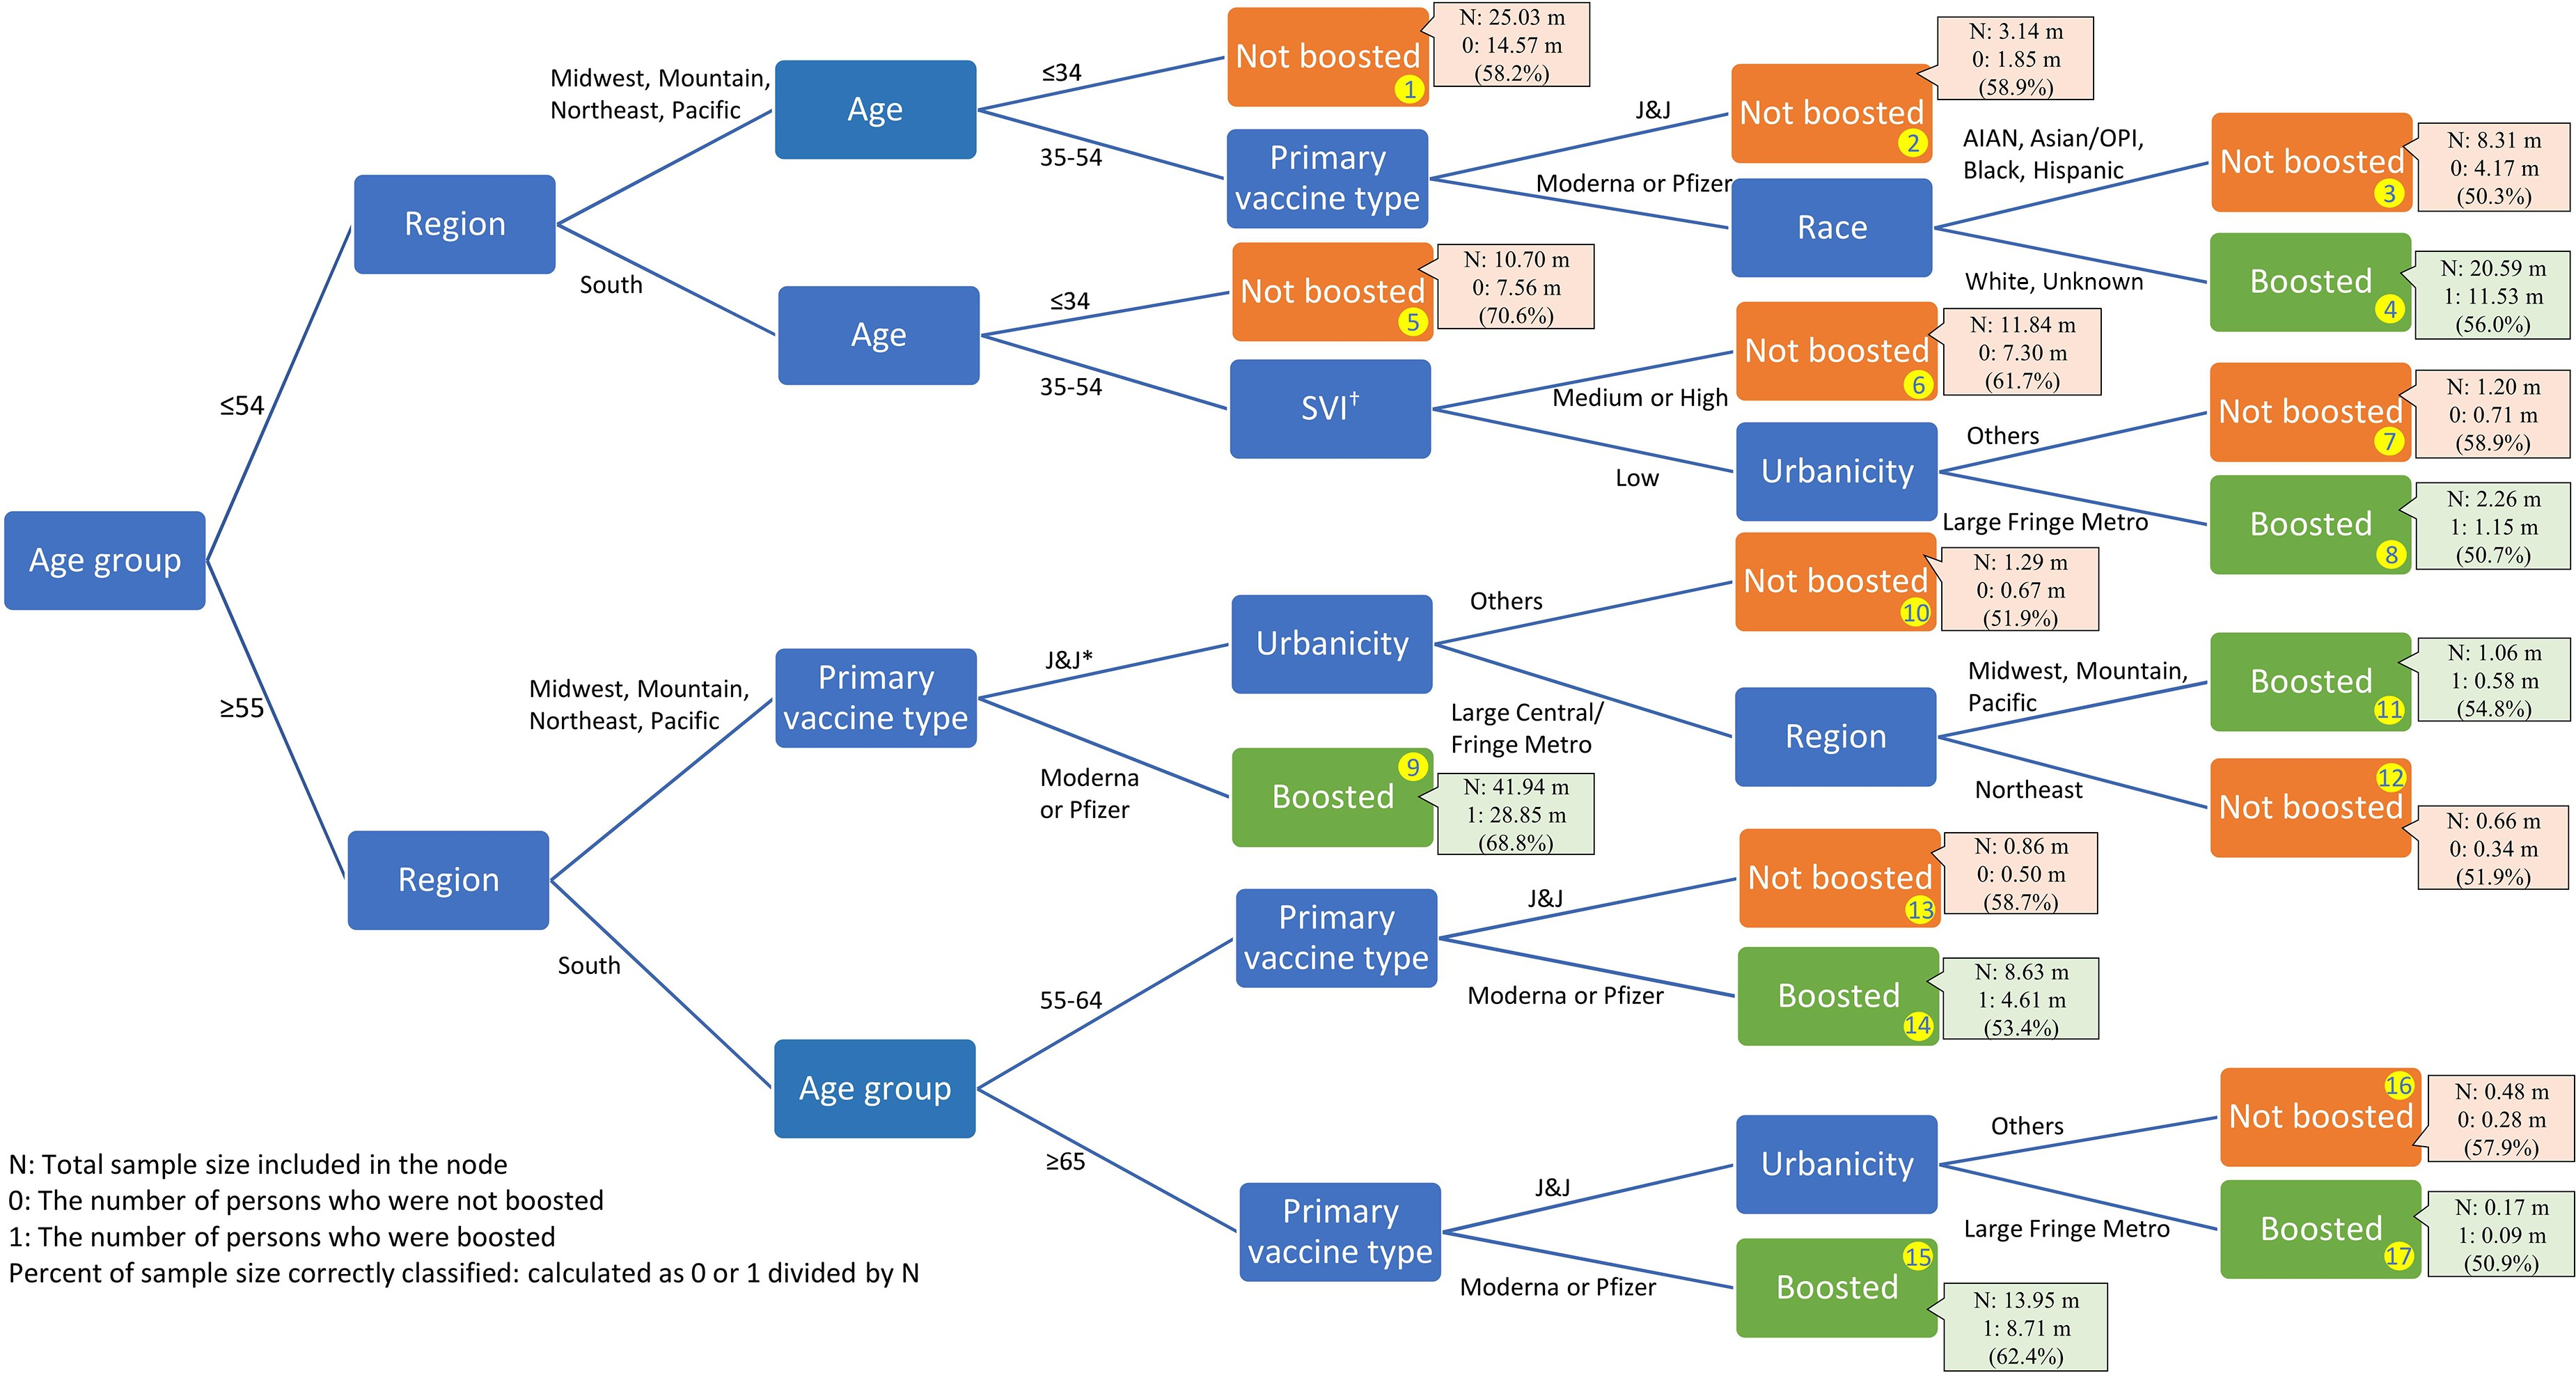 Age group
≤54
≥55
Region
Midwest, Mountain,
Northeast, Pacific
South
Age
≤34
35-54
Not boosted
1
N: 25.03 m
0: 14.57 m
(58.2%)
Primary
vaccine type
J&J
Moderna or Pfizer
Not boosted
2
N: 3.14 m
0: 1.85 m
(58.9%)
Race
AIAN, Asian/OPI,
Black, Hispanic
White, Unknown
Not boosted
3
N: 8.31 m
0: 4.17 m
(50.3%)
Boosted
4
N: 20.59 m
1: 11.53 m
(56.0%)
Age
≤34
35-54
Not boosted
5
N: 10.70 m
0: 7.56 m
(70.6%)
SVI†
Medium or High
Low
Not boosted
6
N: 11.84 m
0: 7.30 m
(61.7%)
Urbanicity
Others
Large Fringe Metro
Not boosted
7
N: 1.20 m
0: 0.71 m
(58.9%)
Boosted
8
N: 2.26 m
1: 1.15 m
(50.7%)
Region
Midwest, Mountain,
Northeast, Pacific
South
Primary
vaccine type
J&J*
Moderna
or Pfizer
Urbanicity
Others
Large Central/
Fringe Metro
Boosted
9
N: 41.94 m
1: 28.85 m
(68.8%)
Not boosted
10
N: 1.29 m
0: 0.67 m
(51.9%)
Region
Midwest, Mountain,
Pacific
Northeast
Boosted
11
N: 1.06 m
1: 0.58 m
(54.8%)
12
Not boosted
N: 0.66 m
0: 0.34 m
(51.9%)
Age group
55-64
≥65
Primary
vaccine type
J&J
Moderna or Pfizer
Not boosted
13
N: 0.86 m
0: 0.50 m
(58.7%)
Boosted
14
N: 8.63 m
1: 4.61 m
(53.4%)
Primary
vaccine type
J&J
Moderna or Pfizer
Urbanicity
Others
Large Fringe Metro
15
Boosted
N: 13.95 m
1: 8.71 m
(62.4%)
16
Not boosted
N: 0.48 m
0: 0.28 m
(57.9%)
Boosted
17
N: 0.17 m
1: 0.09 m
(50.9%)
N: Total sample size included in the node
0: The number of persons who were not boosted
1: The number of persons who were boosted
Percent of sample size correctly classified: calculated as 0 or 1 divided by N